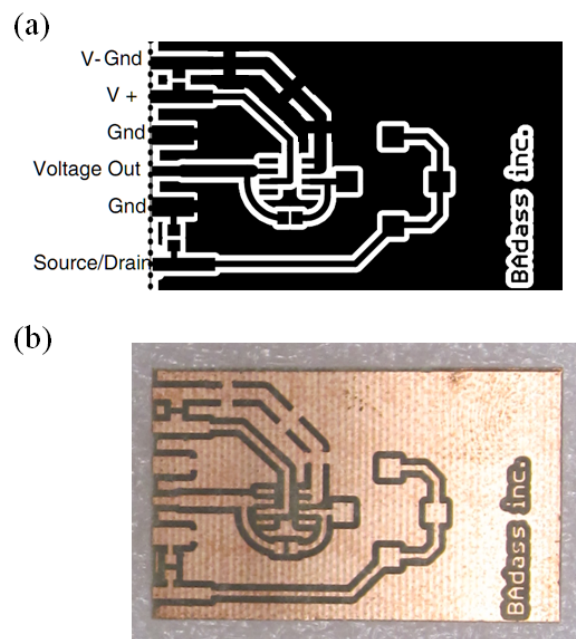 (a)
V- Gnd
V +
Gnd
Voltage Out
Gnd
Source/Drain
BAdass inc.
(b)
BAdass inc.